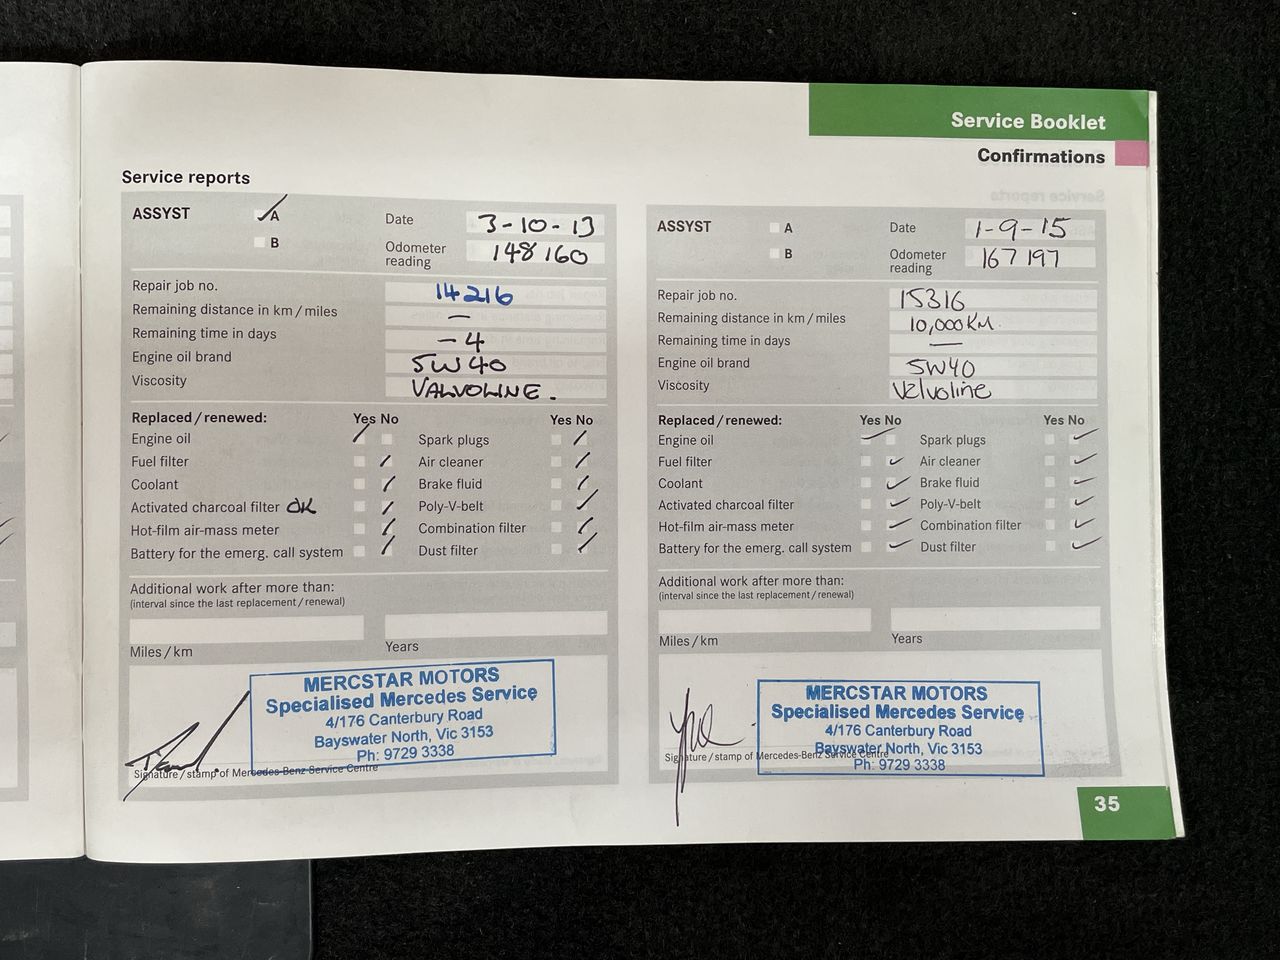 Service Booklet
Confirmations
Service reports
ASSYST A
B
Date 3-10-13
Odometer reading 148 160
Repair job no. 14216
Remaining distance in km / miles —
Remaining time in days - 4
Engine oil brand 5W 40
Viscosity VALVOLINE.
Replaced / renewed: Yes No Yes No
Engine oil Spark plugs
Fuel filter Air cleaner
Coolant Brake fluid
Activated charcoal filter OK Poly-V-belt
Hot-film air-mass meter Combination filter
Battery for the emerg. call system Dust filter
Additional work after more than:
(interval since the last replacement / renewal)
Miles / km Years
MERCSTAR MOTORS
Specialised Mercedes Service
4/176 Canterbury Road
Bayswater North, Vic 3153
Ph: 9729 3338
Signature / stamp of Mercedes-Benz Service Centre
ASSYST A
B
Date 1-9-15
Odometer reading 167 197
Repair job no. 15316
Remaining distance in km / miles 10,000 KM.
Remaining time in days —
Engine oil brand 5W40
Viscosity Valvoline
Replaced / renewed: Yes No Yes No
Engine oil Spark plugs
Fuel filter Air cleaner
Coolant Brake fluid
Activated charcoal filter Poly-V-belt
Hot-film air-mass meter Combination filter
Battery for the emerg. call system Dust filter
Additional work after more than:
(interval since the last replacement / renewal)
Miles / km Years
MERCSTAR MOTORS
Specialised Mercedes Service
4/176 Canterbury Road
Bayswater North, Vic 3153
Ph: 9729 3338
Signature / stamp of Mercedes-Benz Service Centre
35